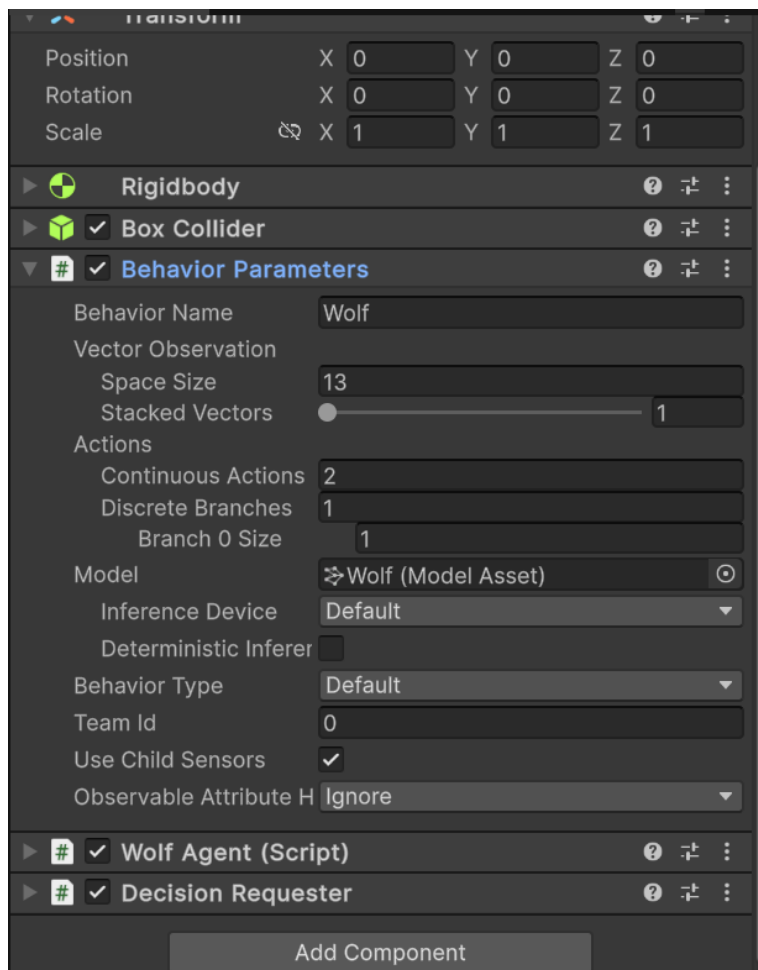 Transform
Position X 0 Y 0 Z 0
Rotation X 0 Y 0 Z 0
Scale X 1 Y 1 Z 1
Rigidbody
Box Collider
# Behavior Parameters
Behavior Name Wolf
Vector Observation
Space Size 13
Stacked Vectors 1
Actions
Continuous Actions 2
Discrete Branches 1
Branch 0 Size 1
Model Wolf (Model Asset)
Inference Device Default
Deterministic Inferer
Behavior Type Default
Team Id 0
Use Child Sensors
Observable Attribute H Ignore
# Wolf Agent (Script)
# Decision Requester
Add Component